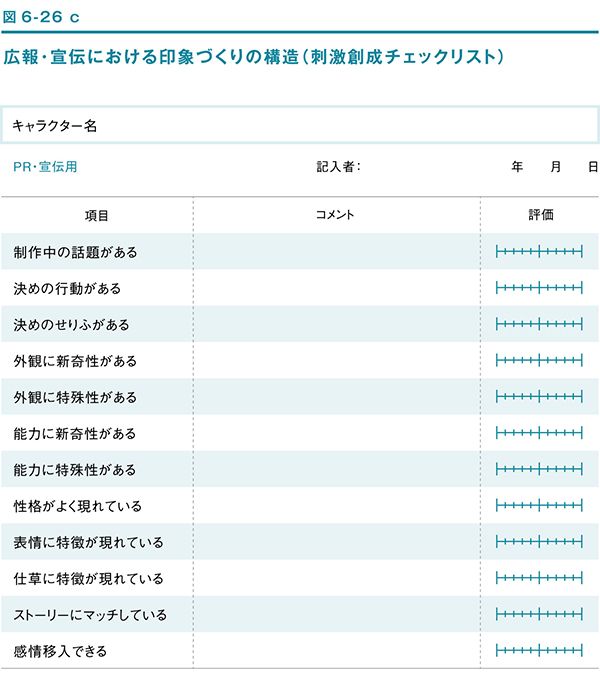 図6-26 c
広報・宣伝における印象づくりの構造（刺激創成チェックリスト）
キャラクター名
PR・宣伝用 記入者： 年 月 日
項目 コメント 評価
制作中の話題がある
決めの行動がある
決めのせりふがある
外観に新奇性がある
外観に特殊性がある
能力に新奇性がある
能力に特殊性がある
性格がよく現れている
表情に特徴が現れている
仕草に特徴が現れている
ストーリーにマッチしている
感情移入できる